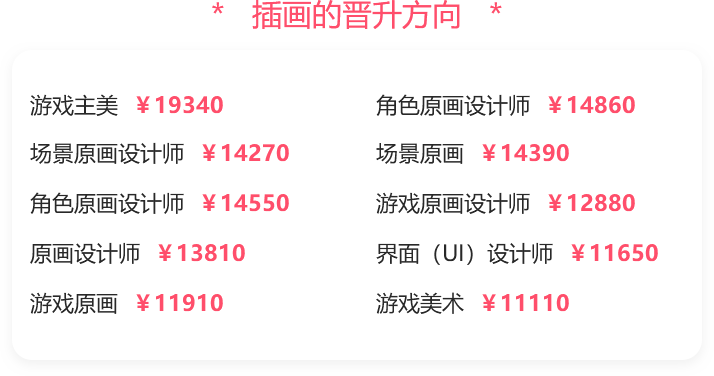 * 插画的晋升方向 *
游戏主美 ￥19340 角色原画设计师 ￥14860
场景原画设计师 ￥14270 场景原画 ￥14390
角色原画设计师 ￥14550 游戏原画设计师 ￥12880
原画设计师 ￥13810 界面（UI）设计师 ￥11650
游戏原画 ￥11910 游戏美术 ￥11110